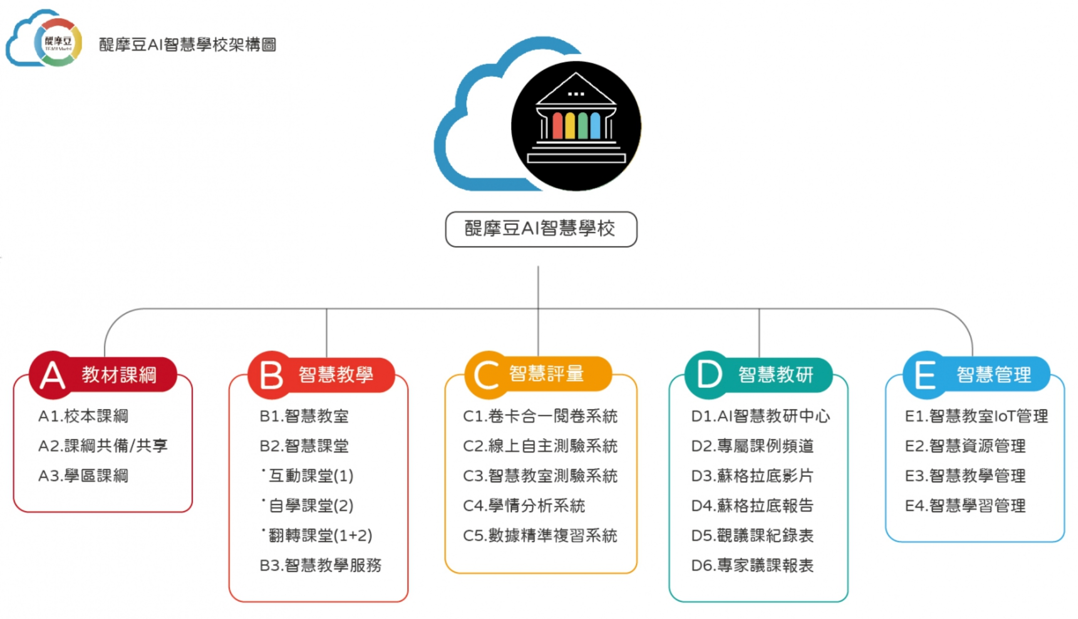 醍摩豆
TEAM Model
醍摩豆AI智慧學校架構圖
醍摩豆AI智慧學校
A 教材課綱
A1.校本課綱
A2.課綱共備/共享
A3.學區課綱
B 智慧教學
B1.智慧教室
B2.智慧課堂
˙互動課堂(1)
˙自學課堂(2)
˙翻轉課堂(1+2)
B3.智慧教學服務
C 智慧評量
C1.卷卡合一閱卷系統
C2.線上自主測驗系統
C3.智慧教室測驗系統
C4.學情分析系統
C5.數據精準複習系統
D 智慧教研
D1.AI智慧教研中心
D2.專屬課例頻道
D3.蘇格拉底影片
D4.蘇格拉底報告
D5.觀議課紀錄表
D6.專家議課報表
E 智慧管理
E1.智慧教室IoT管理
E2.智慧資源管理
E3.智慧教學管理
E4.智慧學習管理